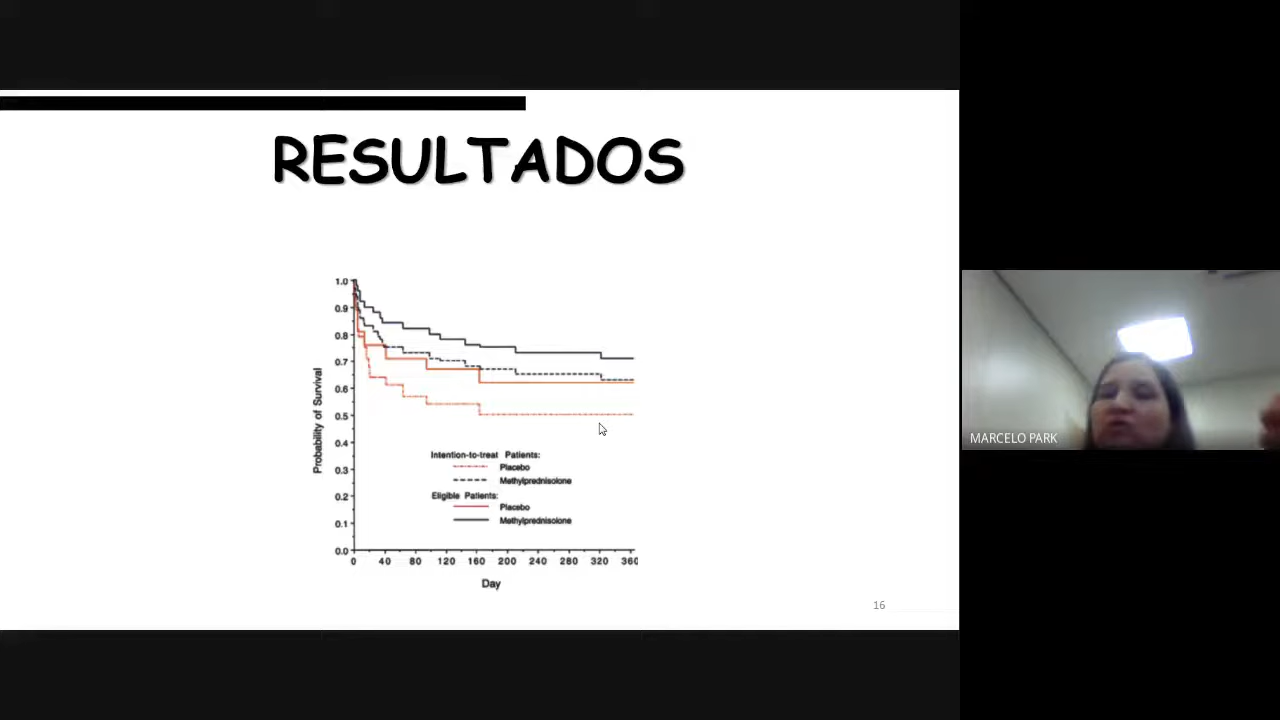 RESULTADOS
1.0
0.9
0.8
0.7
0.6
0.5
0.4
0.3
0.2
0.1
0.0
Probability of Survival
Intention-to-treat Patients:
Placebo
Methylprednisolone
Eligible Patients:
Placebo
Methylprednisolone
0 40 80 120 160 200 240 280 320 360
Day
16
MARCELO PARK